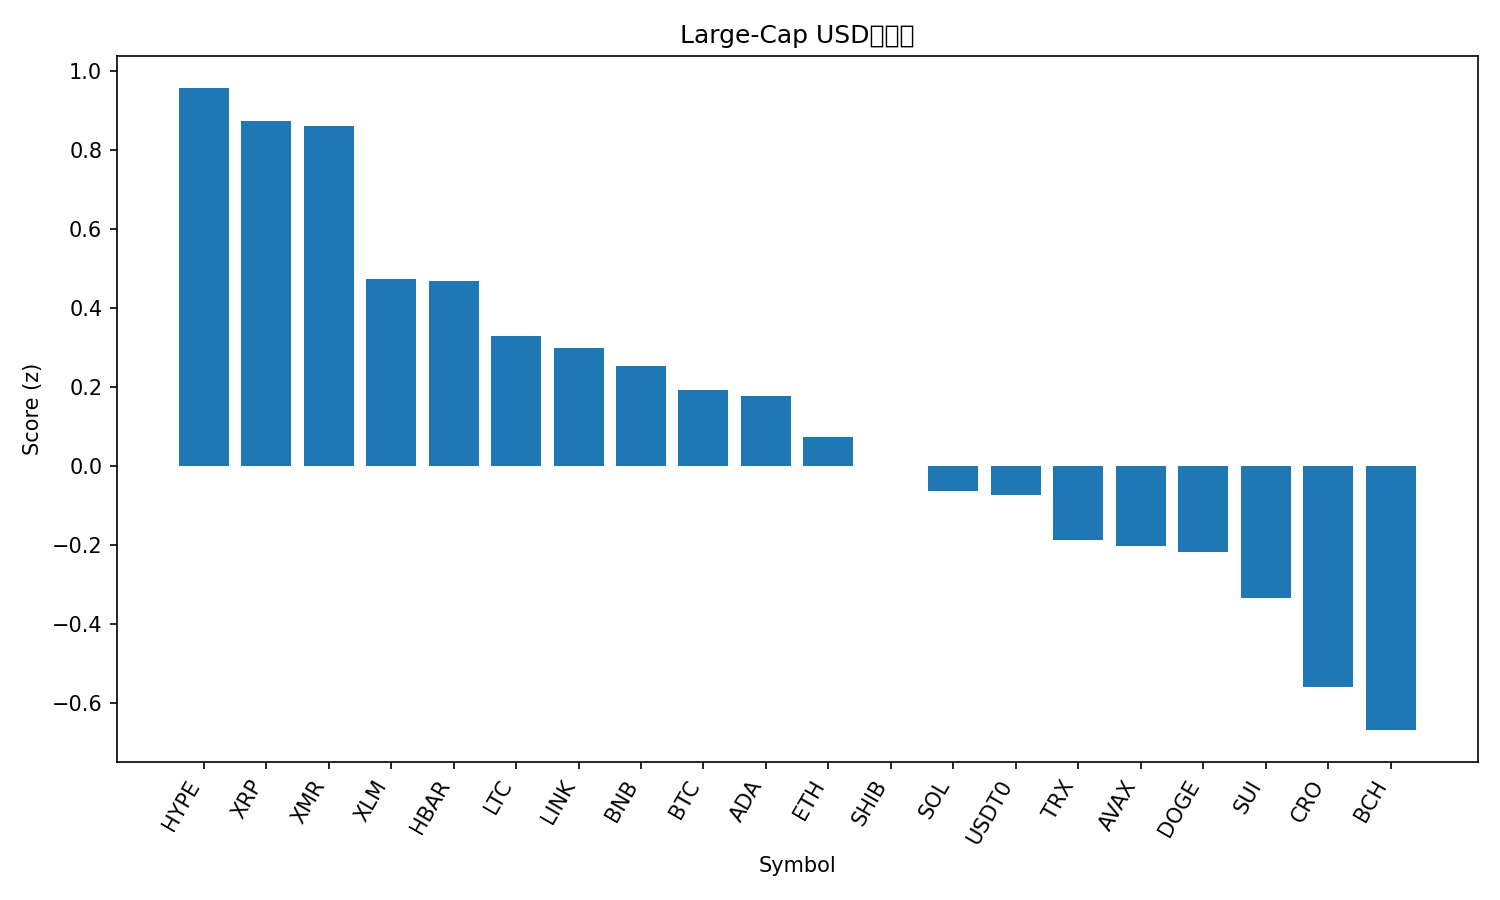 Large-Cap USD
1.0
0.8
0.6
0.4
0.2
0.0
−0.2
−0.4
−0.6
Score (z)
HYPE
XRP
XMR
XLM
HBAR
LTC
LINK
BNB
BTC
ADA
ETH
SHIB
SOL
USDT0
TRX
AVAX
DOGE
SUI
CRO
BCH
Symbol